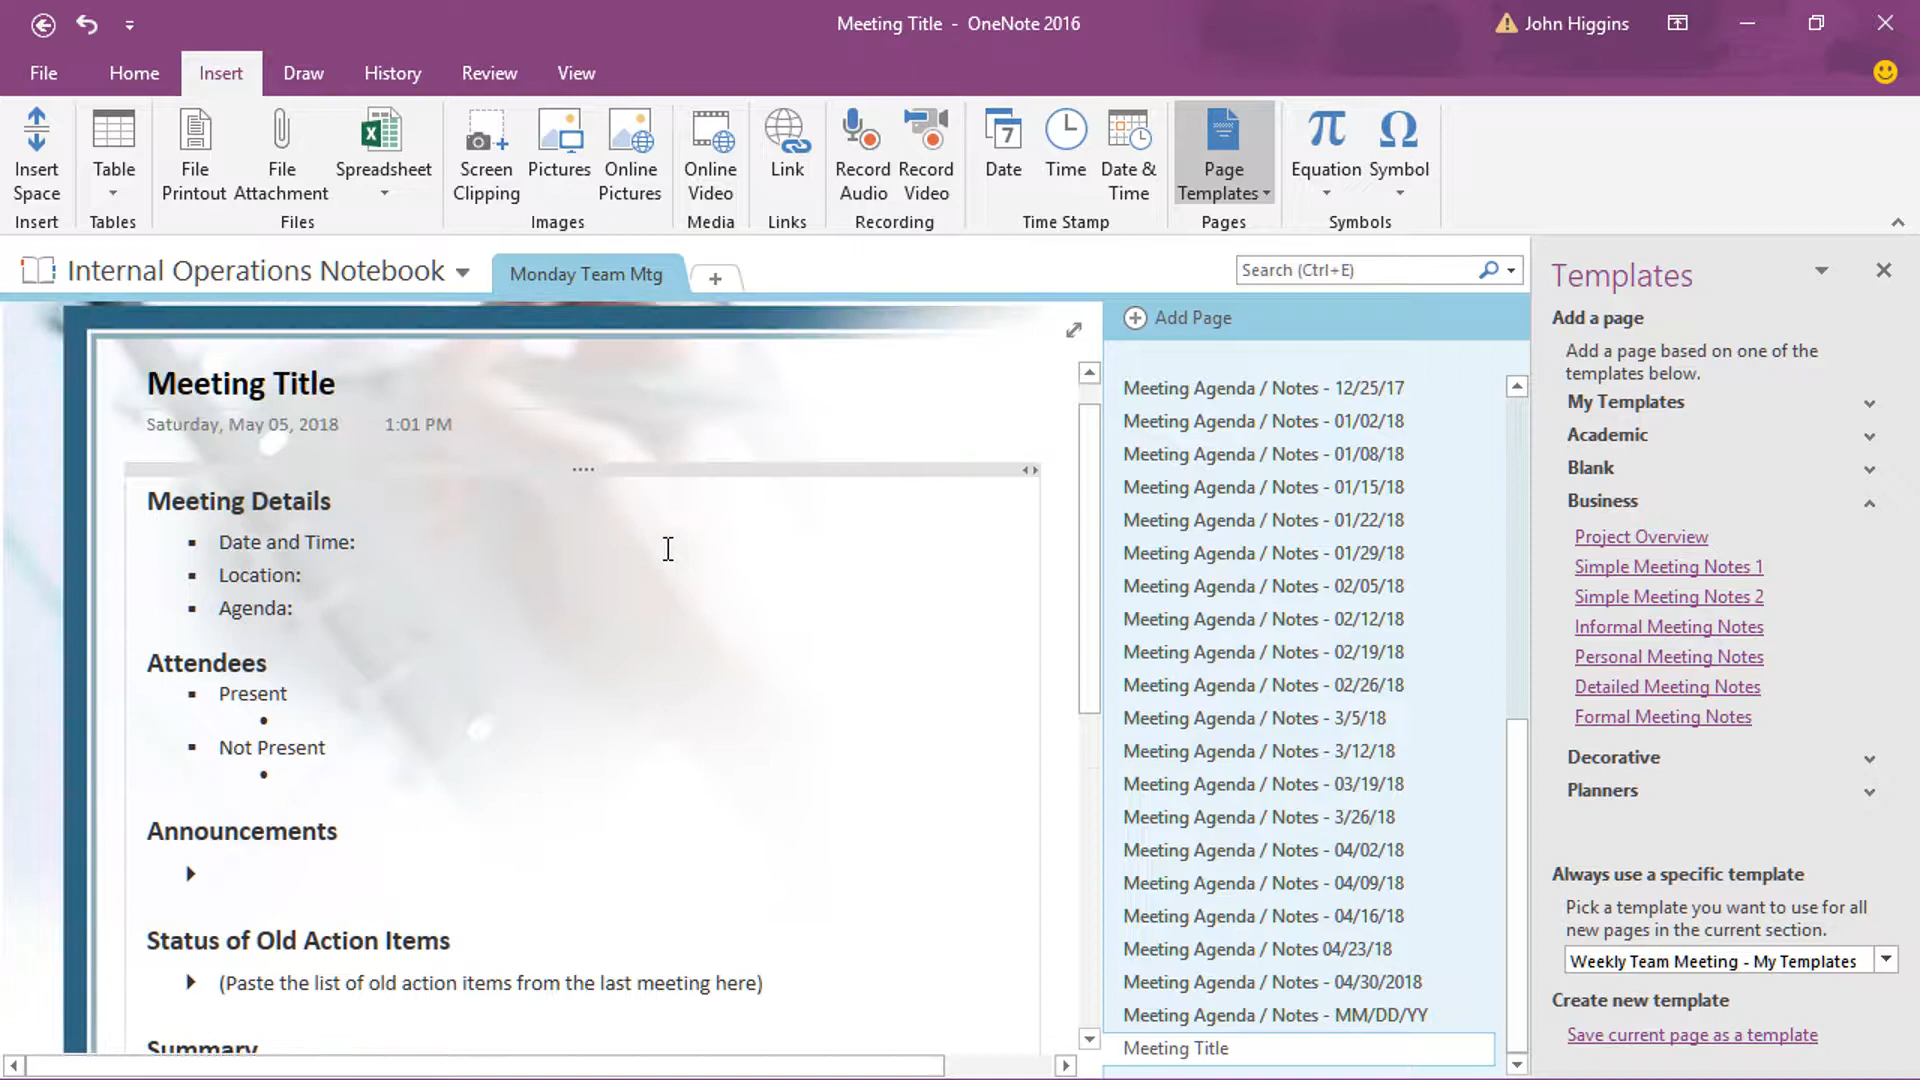 Meeting Title - OneNote 2016
John Higgins
File Home Insert Draw History Review View
Insert Space
Table
File Printout
File Attachment
Spreadsheet
Screen Clipping
Pictures
Online Pictures
Online Video
Link
Record Audio
Record Video
7
Date
Time
Date & Time
Page Templates
π
Equation
Ω
Symbol
Insert Tables Files Images Media Links Recording Time Stamp Pages Symbols
Internal Operations Notebook
Monday Team Mtg
Search (Ctrl+E)
Meeting Title
Saturday, May 05, 2018 1:01 PM
Meeting Details
Date and Time:
Location:
Agenda:
Attendees
Present
Not Present
Announcements
Status of Old Action Items
(Paste the list of old action items from the last meeting here)
Summary
Add Page
Meeting Agenda / Notes - 12/25/17
Meeting Agenda / Notes - 01/02/18
Meeting Agenda / Notes - 01/08/18
Meeting Agenda / Notes - 01/15/18
Meeting Agenda / Notes - 01/22/18
Meeting Agenda / Notes - 01/29/18
Meeting Agenda / Notes - 02/05/18
Meeting Agenda / Notes - 02/12/18
Meeting Agenda / Notes - 02/19/18
Meeting Agenda / Notes - 02/26/18
Meeting Agenda / Notes - 3/5/18
Meeting Agenda / Notes - 3/12/18
Meeting Agenda / Notes - 03/19/18
Meeting Agenda / Notes - 3/26/18
Meeting Agenda / Notes - 04/02/18
Meeting Agenda / Notes - 04/09/18
Meeting Agenda / Notes - 04/16/18
Meeting Agenda / Notes 04/23/18
Meeting Agenda / Notes - 04/30/2018
Meeting Agenda / Notes - MM/DD/YY
Meeting Title
Templates
Add a page
Add a page based on one of the
templates below.
My Templates
Academic
Blank
Business
Project Overview
Simple Meeting Notes 1
Simple Meeting Notes 2
Informal Meeting Notes
Personal Meeting Notes
Detailed Meeting Notes
Formal Meeting Notes
Decorative
Planners
Always use a specific template
Pick a template you want to use for all
new pages in the current section.
Weekly Team Meeting - My Templates
Create new template
Save current page as a template